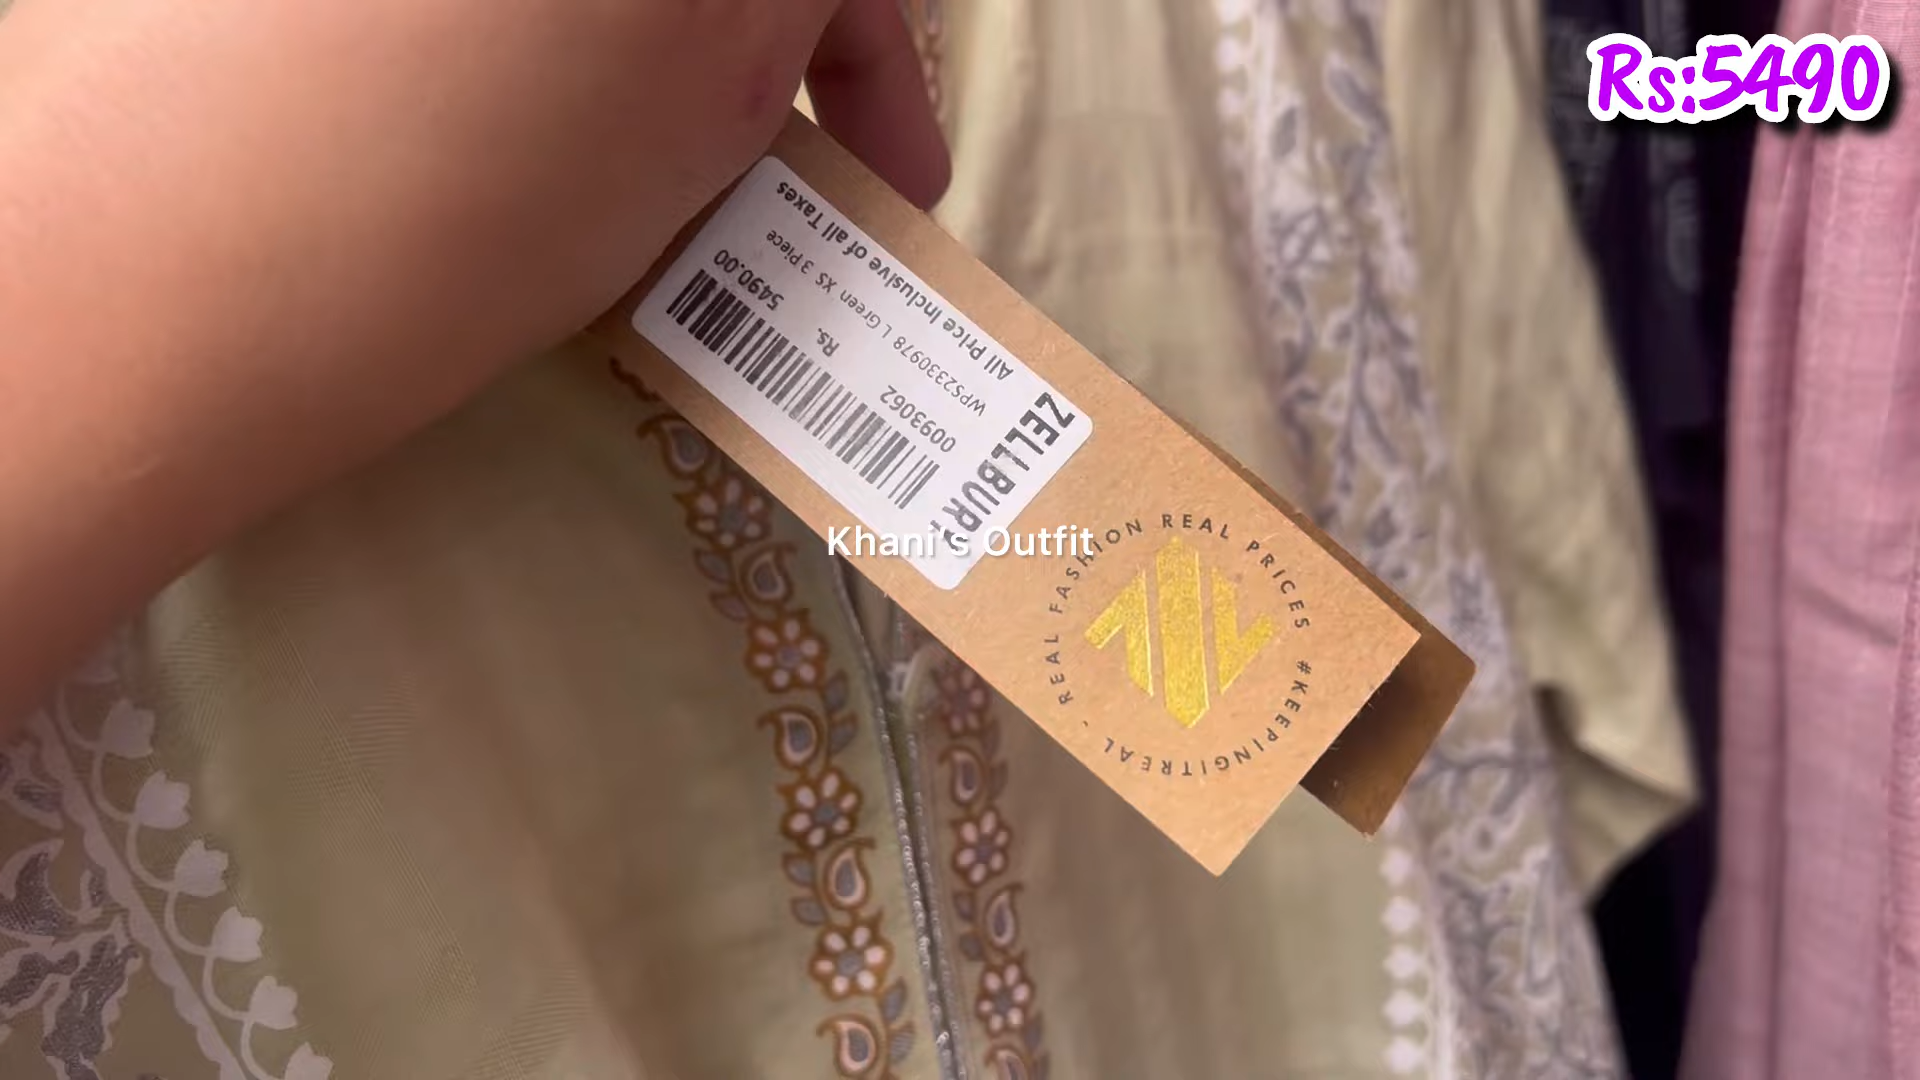 Rs:5490
ZELLBURY
All Price Inclusive of all Taxes
WPS2330978 L Green XS 3 Piece
0093062
Rs. 5490.00
Khani's Outfit
REAL FASHION REAL PRICES #KEEPINGITREAL